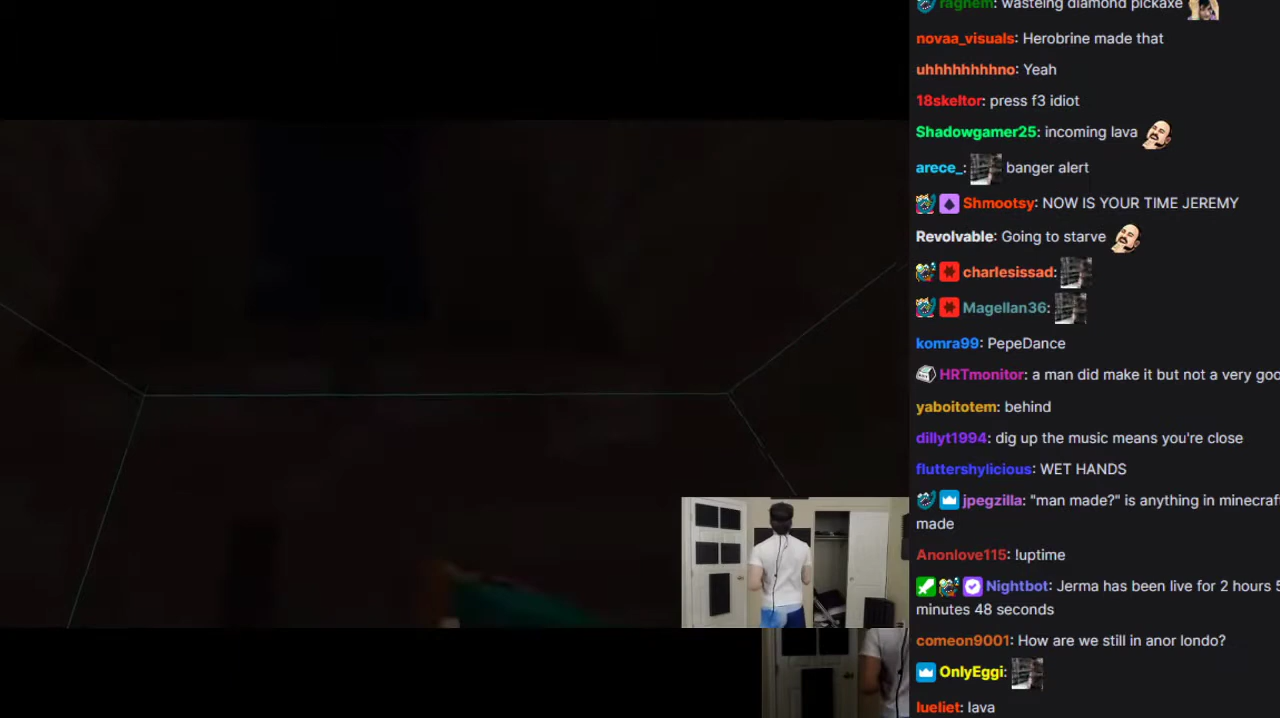 raghem: wasteing diamond pickaxe
novaa_visuals: Herobrine made that
uhhhhhhhhno: Yeah
18skeltor: press f3 idiot
Shadowgamer25: incoming lava
arece_: banger alert
Shmootsy: NOW IS YOUR TIME JEREMY
Revolvable: Going to starve
charlesissad:
Magellan36:
komra99: PepeDance
HRTmonitor: a man did make it but not a very goo
yaboitotem: behind
dillyt1994: dig up the music means you're close
fluttershylicious: WET HANDS
jpegzilla: "man made?" is anything in minecraft
made
Anonlove115: !uptime
Nightbot: Jerma has been live for 2 hours 5
minutes 48 seconds
comeon9001: How are we still in anor londo?
OnlyEggi:
lueliet: lava